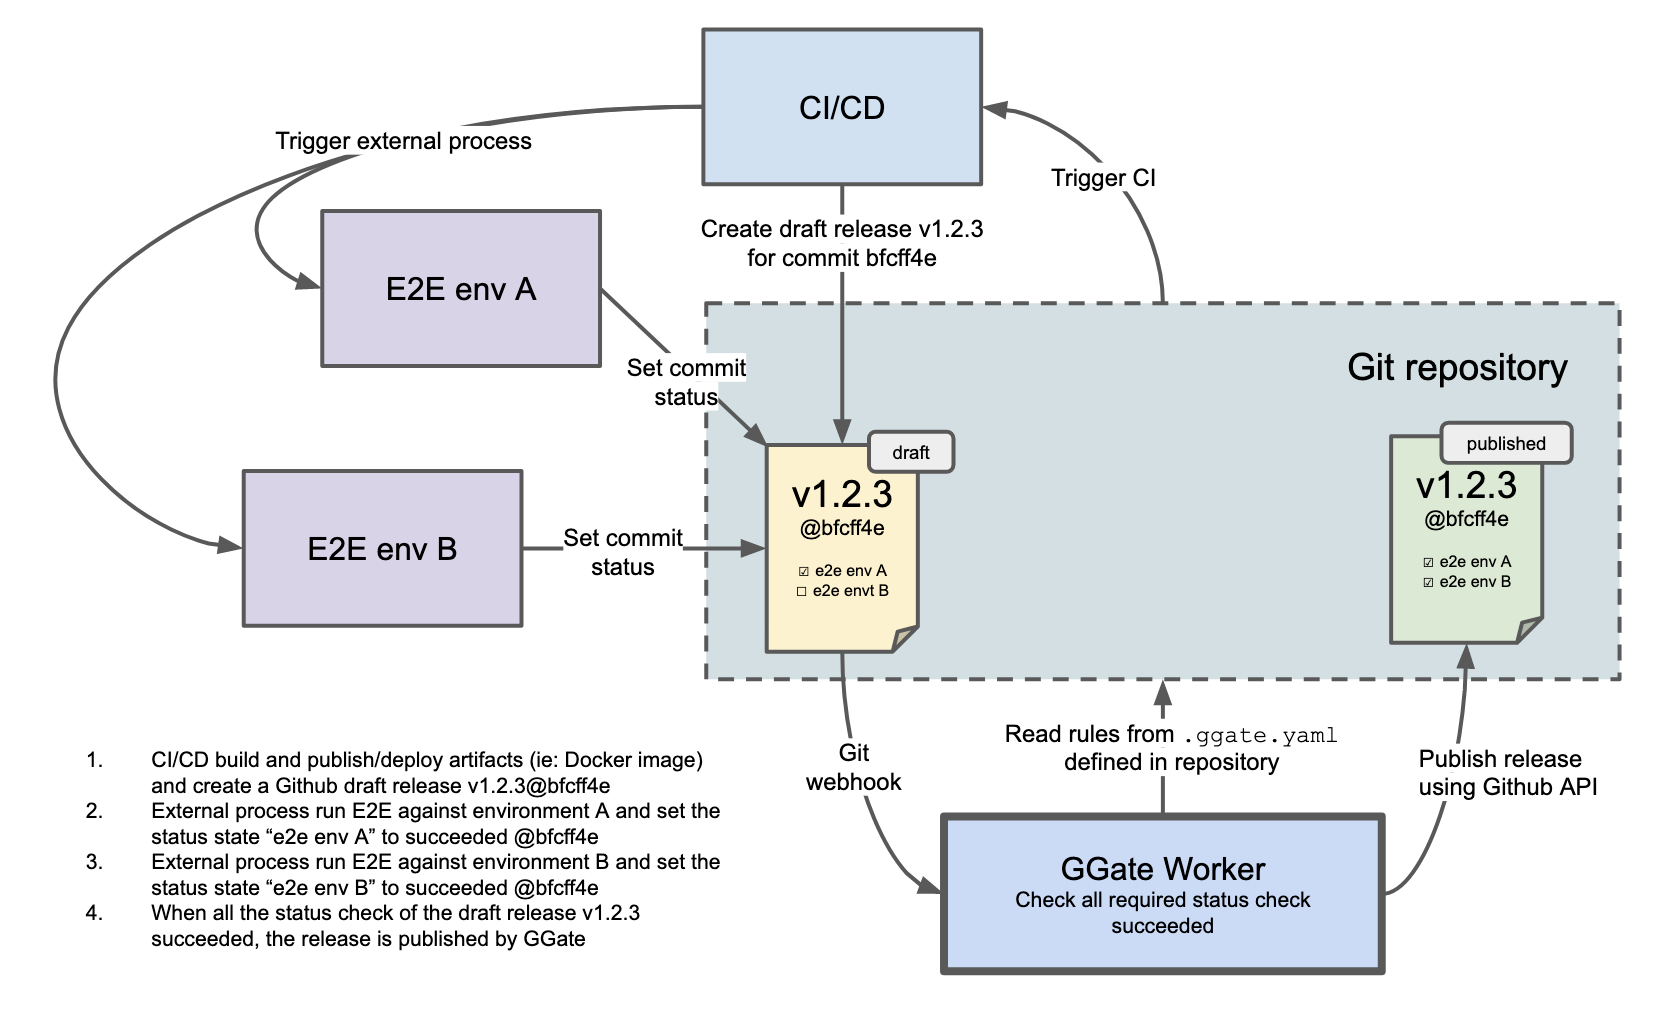 CI/CD
Trigger external process
Trigger CI
Create draft release v1.2.3
for commit bfcff4e
E2E env A
Set commit
status
Git repository
draft
v1.2.3
@bfcff4e
☑ e2e env A
☐ e2e envt B
published
v1.2.3
@bfcff4e
☑ e2e env A
☑ e2e env B
E2E env B
Set commit
status
Git
webhook
Read rules from .ggate.yaml
defined in repository
Publish release
using Github API
GGate Worker
Check all required status check
succeeded
1. CI/CD build and publish/deploy artifacts (ie: Docker image)
and create a Github draft release v1.2.3@bfcff4e
2. External process run E2E against environment A and set the
status state “e2e env A” to succeeded @bfcff4e
3. External process run E2E against environment B and set the
status state “e2e env B” to succeeded @bfcff4e
4. When all the status check of the draft release v1.2.3
succeeded, the release is published by GGate